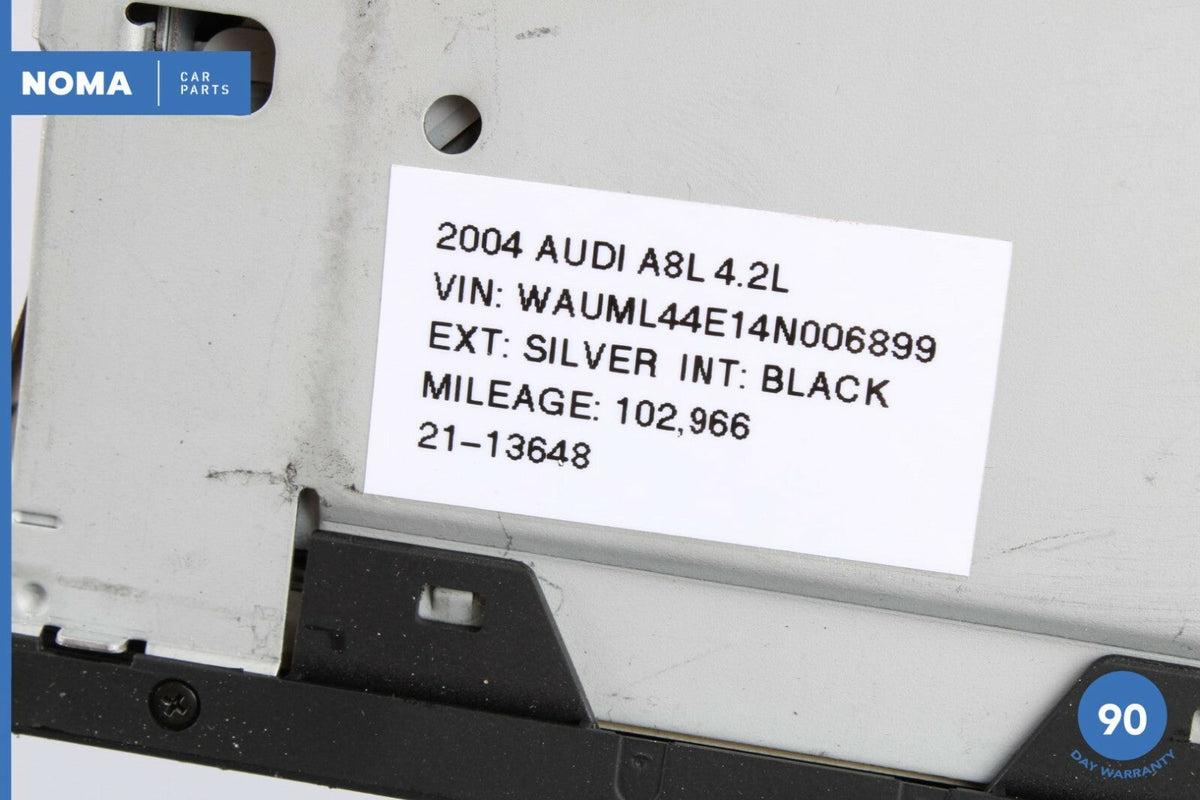 NOMA
CAR
PARTS
2004 AUDI A8L 4.2L
VIN: WAUML44E14N006899
EXT: SILVER INT: BLACK
MILEAGE: 102,966
21-13648
90
DAY WARRANTY